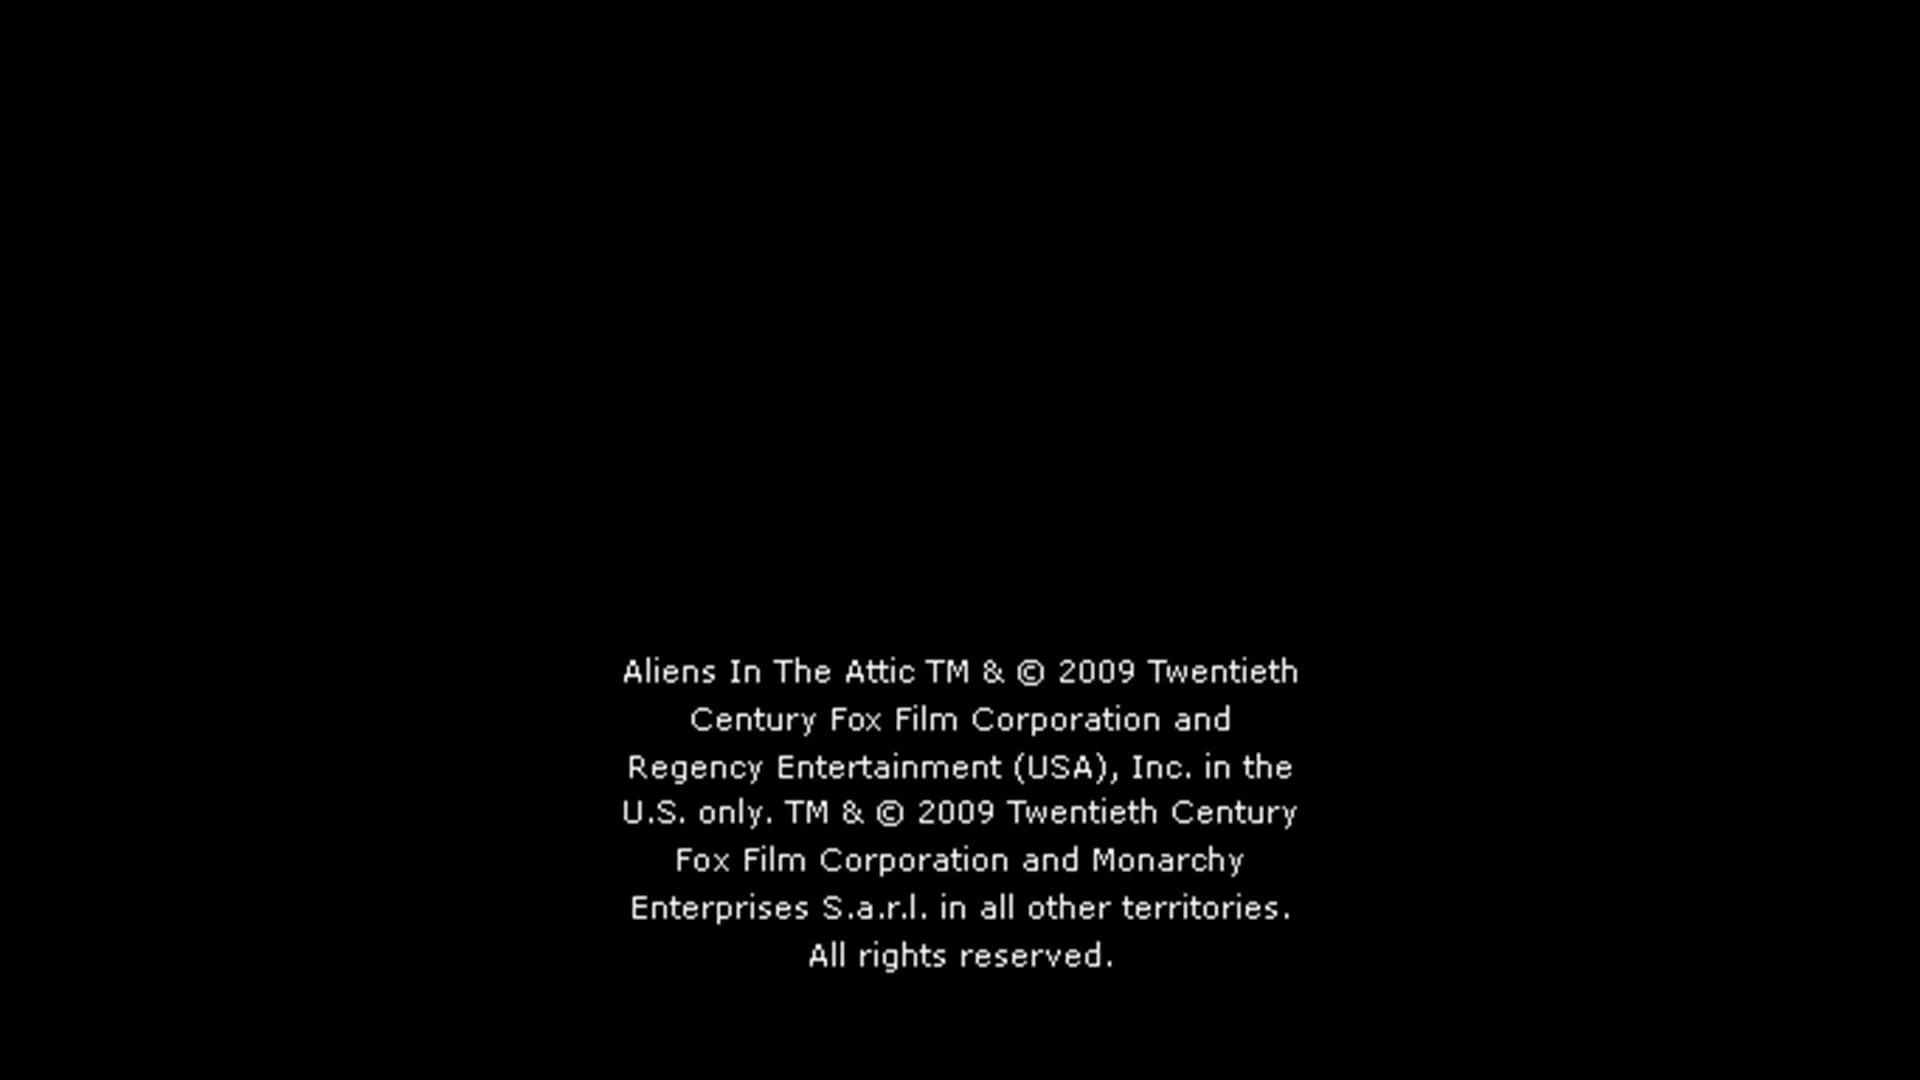 Aliens In The Attic TM & © 2009 Twentieth
Century Fox Film Corporation and
Regency Entertainment (USA), Inc. in the
U.S. only. TM & © 2009 Twentieth Century
Fox Film Corporation and Monarchy
Enterprises S.a.r.l. in all other territories.
All rights reserved.